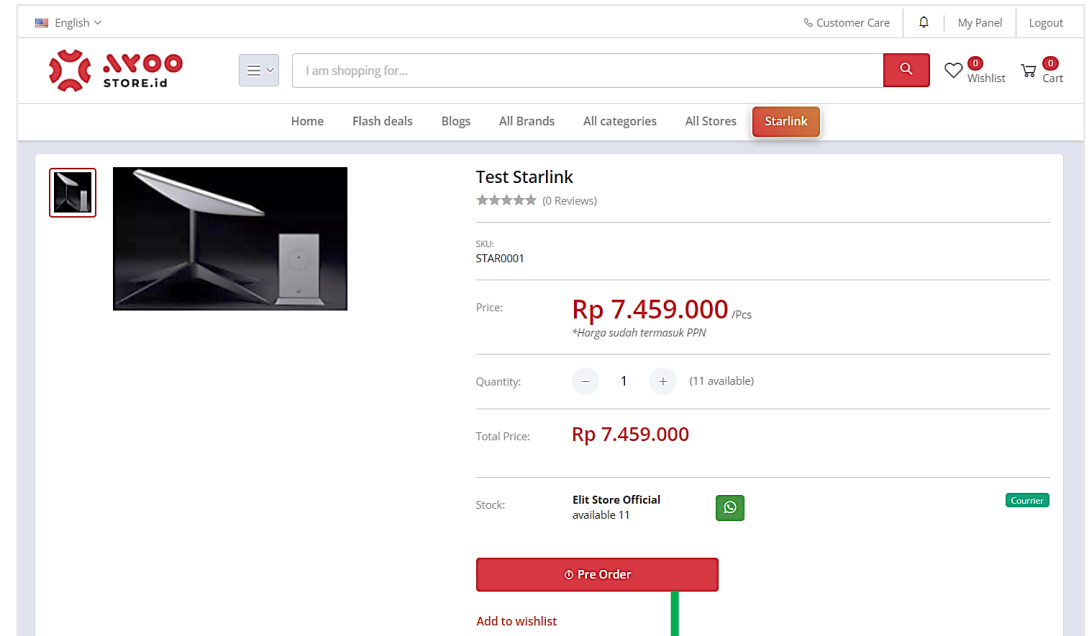 English
Customer Care
My Panel
Logout
AYOO
STORE.id
I am shopping for...
0
Wishlist
0
Cart
Home
Flash deals
Blogs
All Brands
All categories
All Stores
Starlink
Test Starlink
(0 Reviews)
SKU:
STAR0001
Price:
Rp 7.459.000 /Pcs
*Harga sudah termasuk PPN
Quantity:
1
(11 available)
Total Price:
Rp 7.459.000
Stock:
Elit Store Official
available 11
Courrier
Pre Order
Add to wishlist